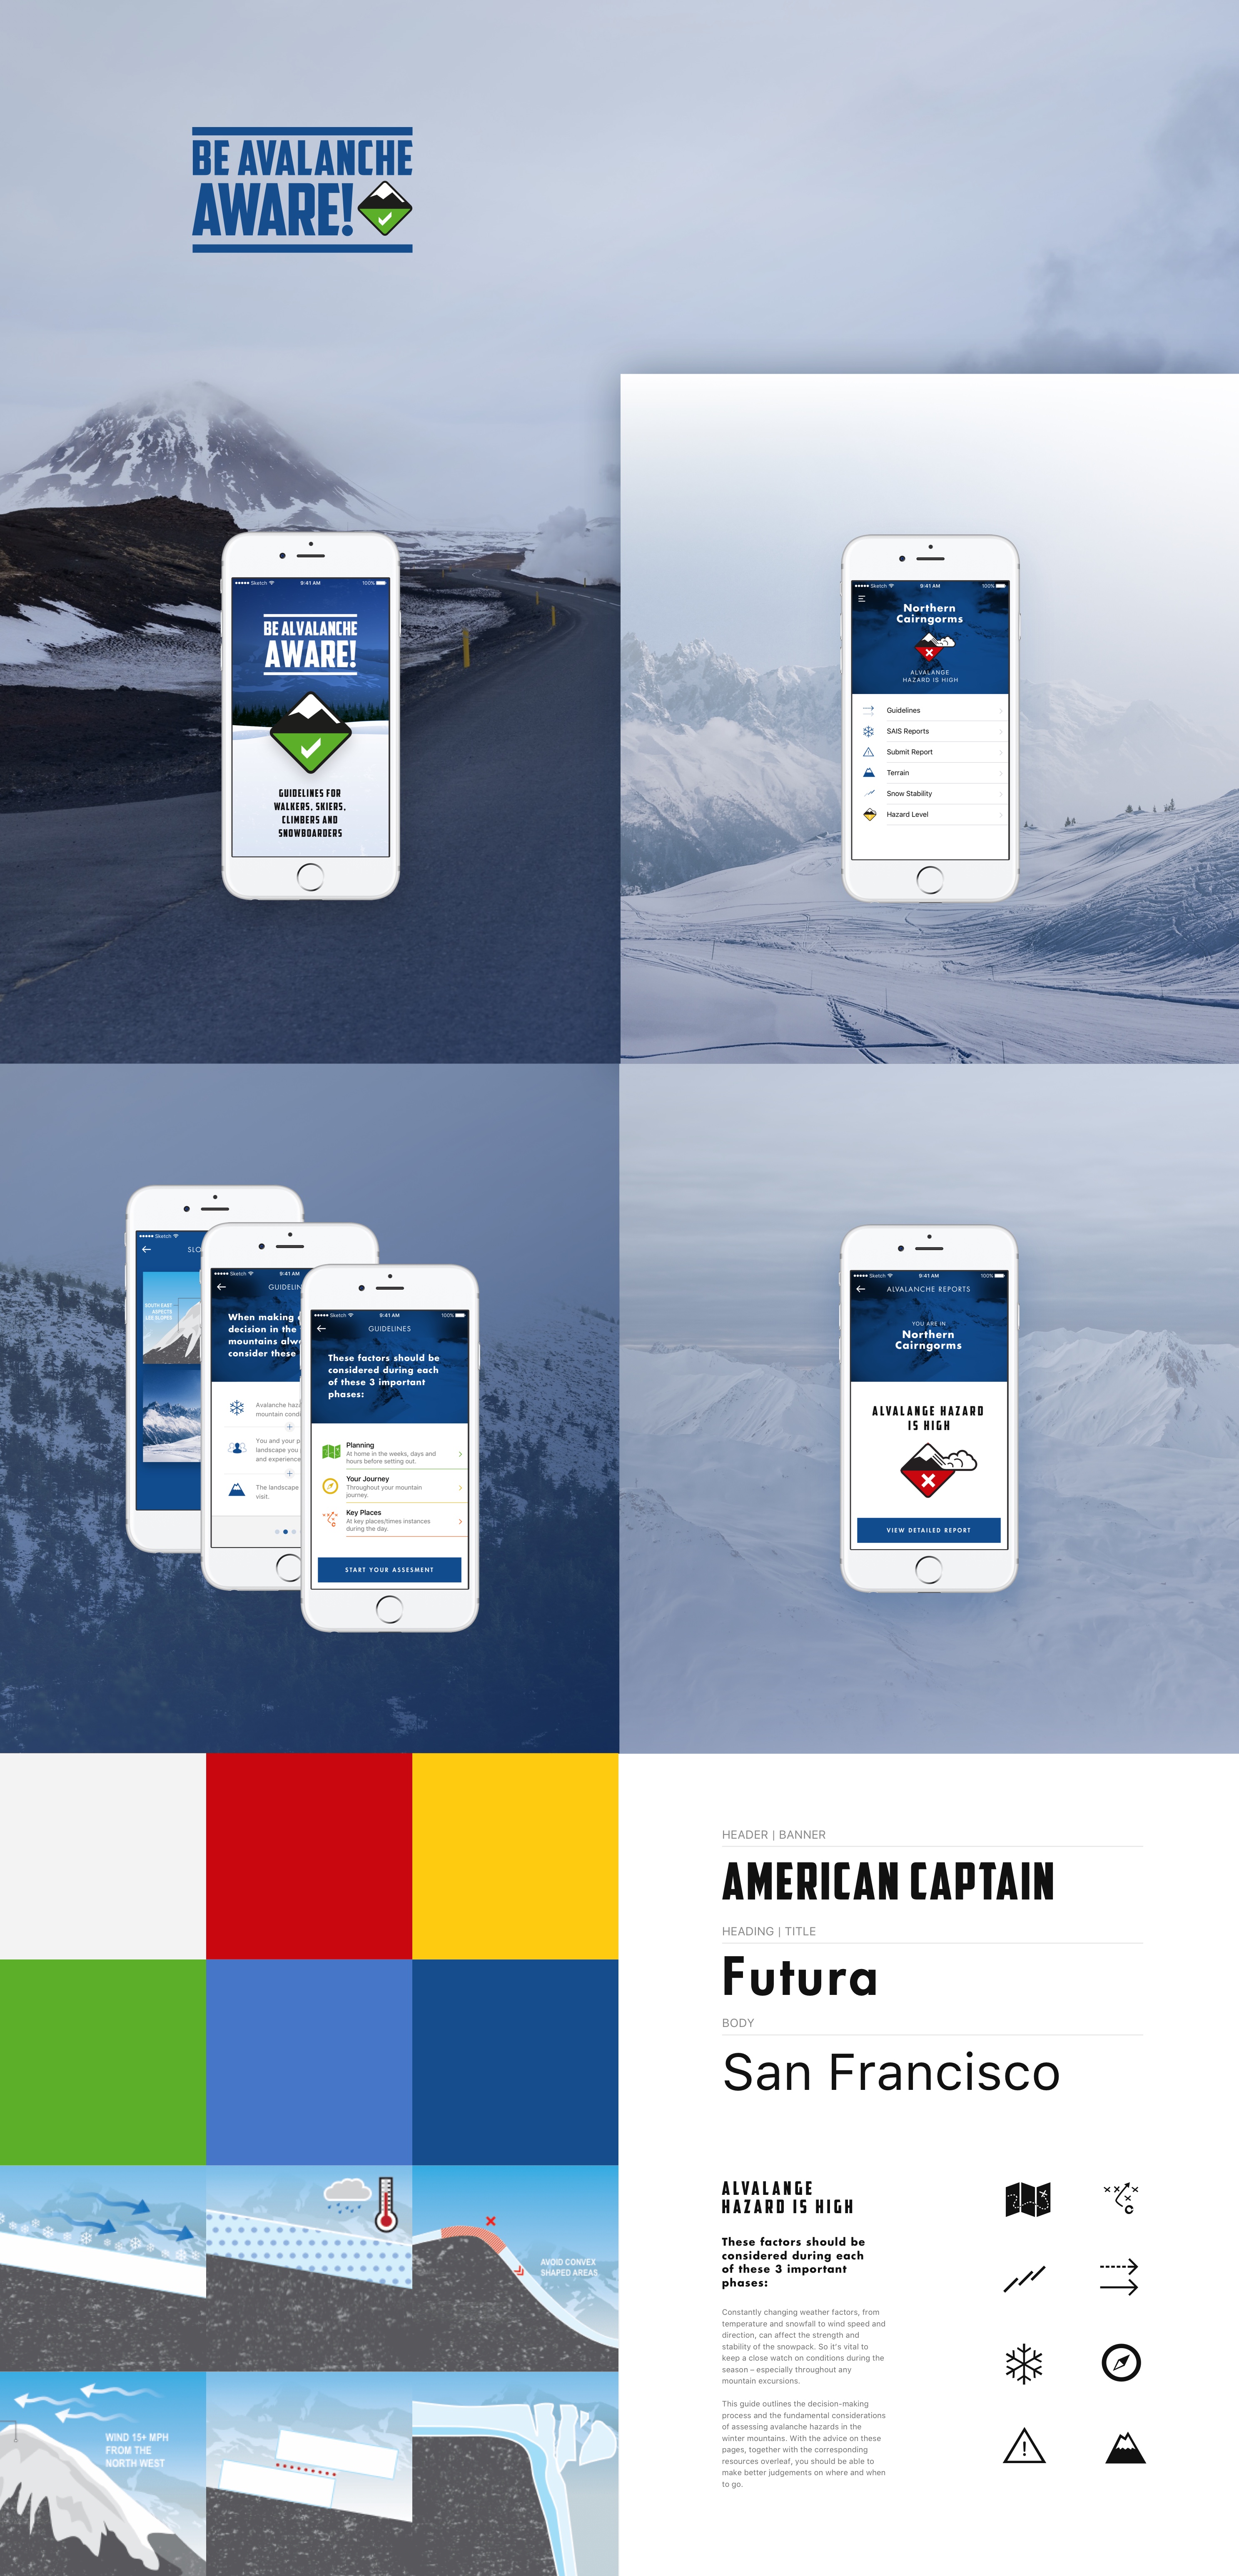 BE AVALANCHE
AWARE!
Sketch
9:41 AM
100%
BE ALVALANCHE
AWARE!
GUIDELINES FOR
WALKERS, SKIERS,
CLIMBERS AND
SNOWBOARDERS
Sketch
9:41 AM
100%
Northern
Cairngorms
ALVALANGE
HAZARD IS HIGH
Guidelines
SAIS Reports
Submit Report
Terrain
Snow Stability
Hazard Level
Sketch
SLO
SOUTH EAST
ASPECTS
LEE SLOPES
Sketch
9:41 AM
GUIDELIN
When making
decision in the
mountains alw
consider these
Avalanche haz
mountain cond
You and your p
landscape you
and experience
The landscape
visit.
Sketch
9:41 AM
100%
GUIDELINES
These factors should be
considered during each
of these 3 important
phases:
Planning
At home in the weeks, days and
hours before setting out.
Your Journey
Throughout your mountain
journey.
Key Places
At key places/times instances
during the day.
START YOUR ASSESMENT
Sketch
9:41 AM
100%
ALVALANCHE REPORTS
YOU ARE IN
Northern
Cairngorms
ALVALANGE HAZARD
IS HIGH
VIEW DETAILED REPORT
HEADER | BANNER
AMERICAN CAPTAIN
HEADING | TITLE
Futura
BODY
San Francisco
AVOID CONVEX
SHAPED AREAS
WIND 15+ MPH
FROM THE
NORTH WEST
ALVALANGE
HAZARD IS HIGH
These factors should be
considered during each
of these 3 important
phases:
Constantly changing weather factors, from
temperature and snowfall to wind speed and
direction, can affect the strength and
stability of the snowpack. So it's vital to
keep a close watch on conditions during the
season – especially throughout any
mountain excursions.
This guide outlines the decision-making
process and the fundamental considerations
of assessing avalanche hazards in the
winter mountains. With the advice on these
pages, together with the corresponding
resources overleaf, you should be able to
make better judgements on where and when
to go.